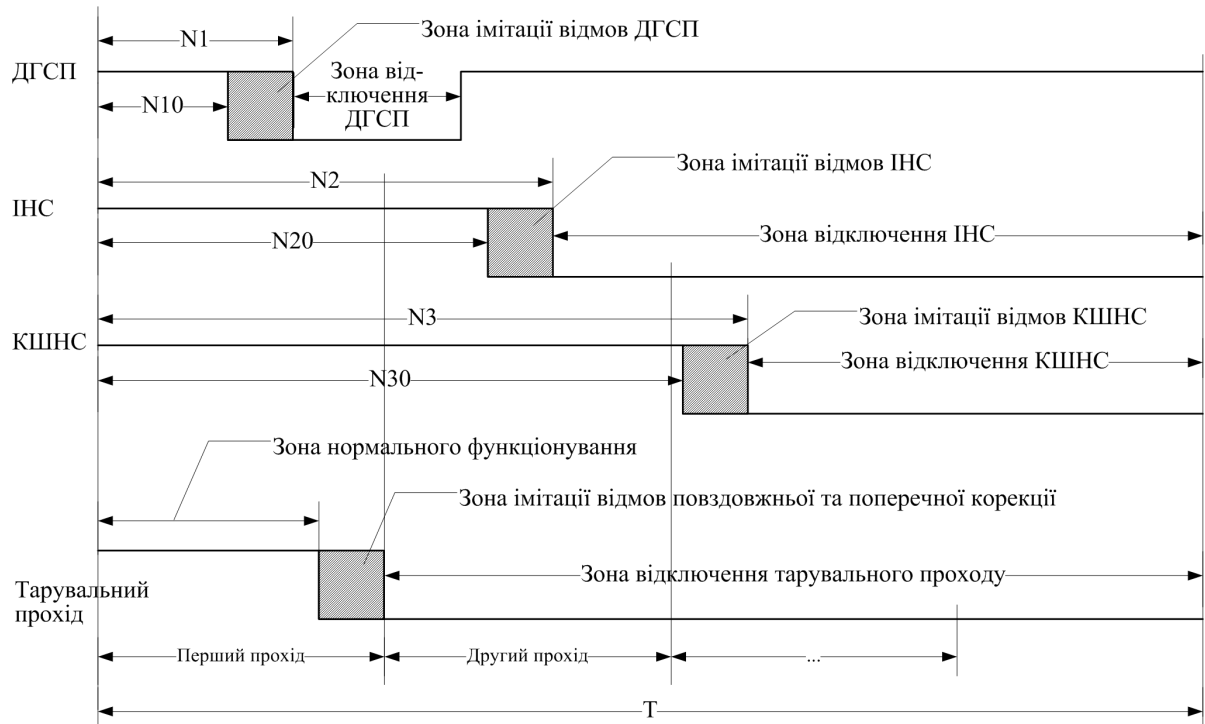 N1
Зона імітації відмов ДГСП
ДГСП
Зона від-
ключення
ДГСП
N10
Зона імітації відмов ІНС
N2
ІНС
N20
Зона відключення ІНС
N3
Зона імітації відмов КШНС
КШНС
Зона відключення КШНС
N30
Зона нормального функціонування
Зона імітації відмов повздовжньої та поперечної корекції
Зона відключення тарувального проходу
Тарувальний
прохід
Перший прохід
Другий прохід
...
T